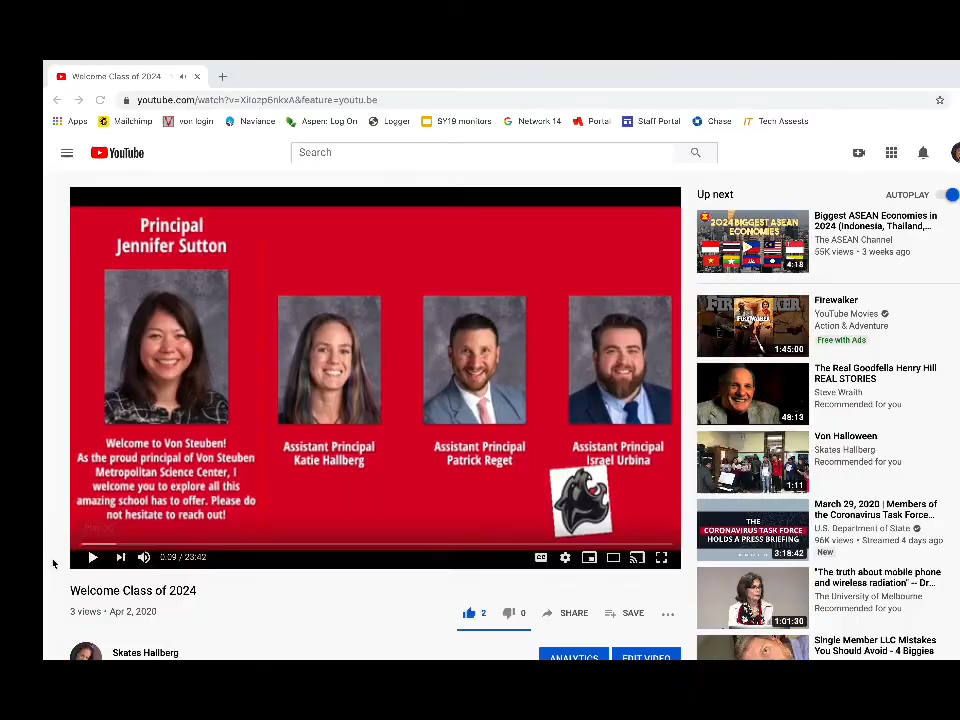 Welcome Class of 2024
youtube.com/watch?v=XiIozp6nkxA&feature=youtu.be
Apps
Mailchimp
von login
Naviance
Aspen: Log On
Logger
SY19 monitors
Network 14
Portal
Staff Portal
Chase
Tech Assests
YouTube
Search
Principal
Jennifer Sutton
Welcome to Von Steuben!
As the proud principal of Von Steuben
Metropolitan Science Center, I
welcome you to explore all this
amazing school has to offer. Please do
not hesitate to reach out!
Assistant Principal
Katie Hallberg
Assistant Principal
Patrick Reget
Assistant Principal
Israel Urbina
0:09 / 23:42
CC
Welcome Class of 2024
3 views • Apr 2, 2020
2
0
SHARE
SAVE
Skates Hallberg
ANALYTICS
EDIT VIDEO
Up next
AUTOPLAY
2024 BIGGEST ASEAN
ECONOMIES
4:18
Biggest ASEAN Economies in
2024 (Indonesia, Thailand,...
The ASEAN Channel
55K views • 3 weeks ago
FIREWALKER
1:45:00
Firewalker
YouTube Movies
Action & Adventure
Free with Ads
48:13
The Real Goodfella Henry Hill
REAL STORIES
Steve Wraith
Recommended for you
1:11
Von Halloween
Skates Hallberg
Recommended for you
THE
CORONAVIRUS TASK FORCE
HOLDS A PRESS BRIEFING
3:18:42
March 29, 2020 | Members of
the Coronavirus Task Force...
U.S. Department of State
96K views • Streamed 4 days ago
New
1:01:30
"The truth about mobile phone
and wireless radiation" -- Dr...
The University of Melbourne
Recommended for you
Single Member LLC Mistakes
You Should Avoid - 4 Biggies